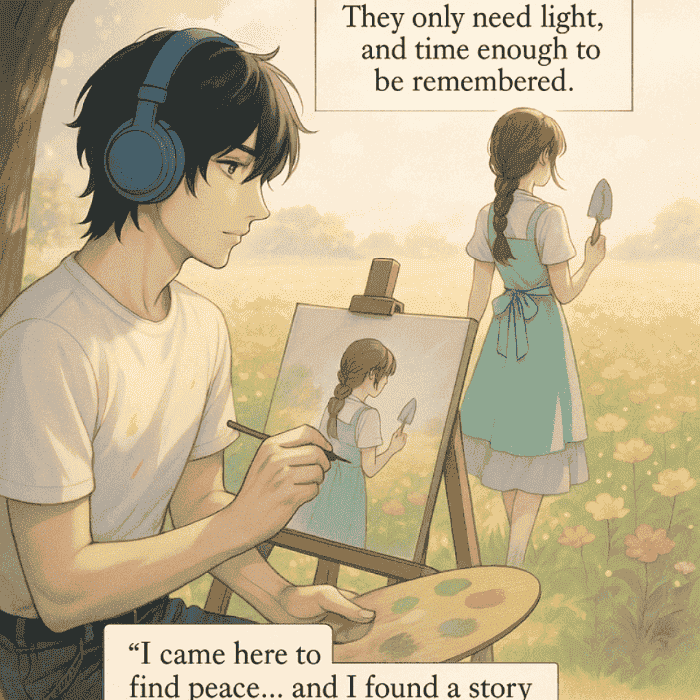 They only need light,
and time enough to
be remembered.
“I came here to
find peace... and I found a story